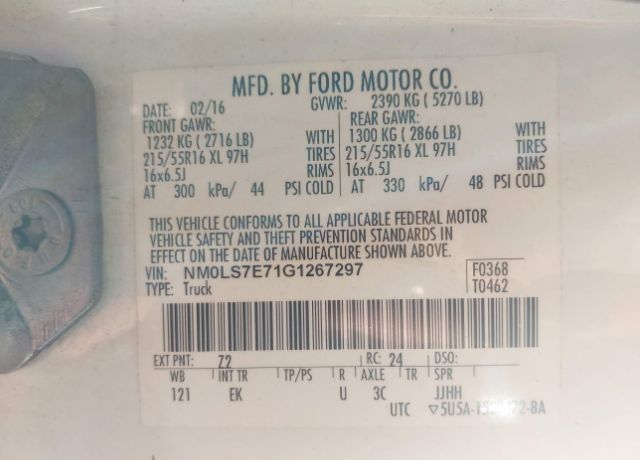 MFD. BY FORD MOTOR CO.
DATE: 02/16 GVWR: 2390 KG ( 5270 LB)
FRONT GAWR: REAR GAWR:
1232 KG ( 2716 LB) WITH 1300 KG ( 2866 LB) WITH
215/55R16 XL 97H TIRES 215/55R16 XL 97H TIRES
16x6.5J RIMS 16x6.5J RIMS
AT 300 kPa/ 44 PSI COLD AT 330 kPa/ 48 PSI COLD
THIS VEHICLE CONFORMS TO ALL APPLICABLE FEDERAL MOTOR
VEHICLE SAFETY AND THEFT PREVENTION STANDARDS IN
EFFECT ON THE DATE OF MANUFACTURE SHOWN ABOVE.
VIN: NM0LS7E71G1267297 F0368
TYPE: Truck T0462
EXT PNT: Z2 RC: 24 DSO:
WB INT TR TP/PS R AXLE TR SPR
121 EK U 3C JJHH
UTC